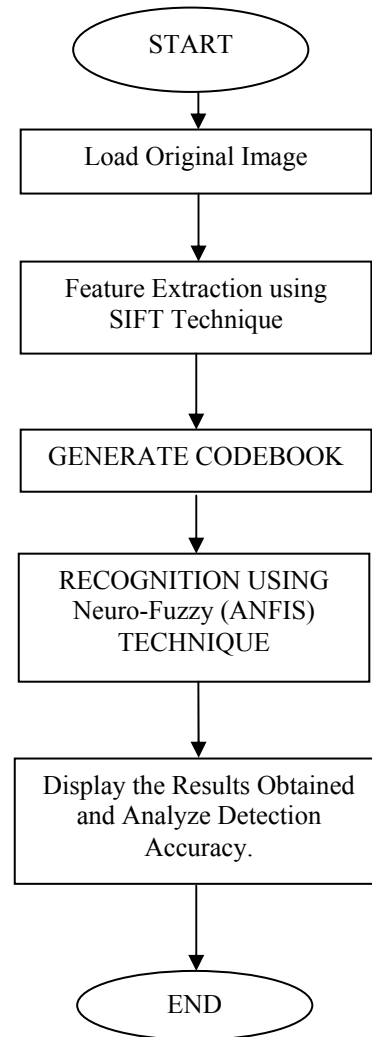 START
Load Original Image
Feature Extraction using
SIFT Technique
GENERATE CODEBOOK
RECOGNITION USING
Neuro-Fuzzy (ANFIS)
TECHNIQUE
Display the Results Obtained
and Analyze Detection
Accuracy.
END